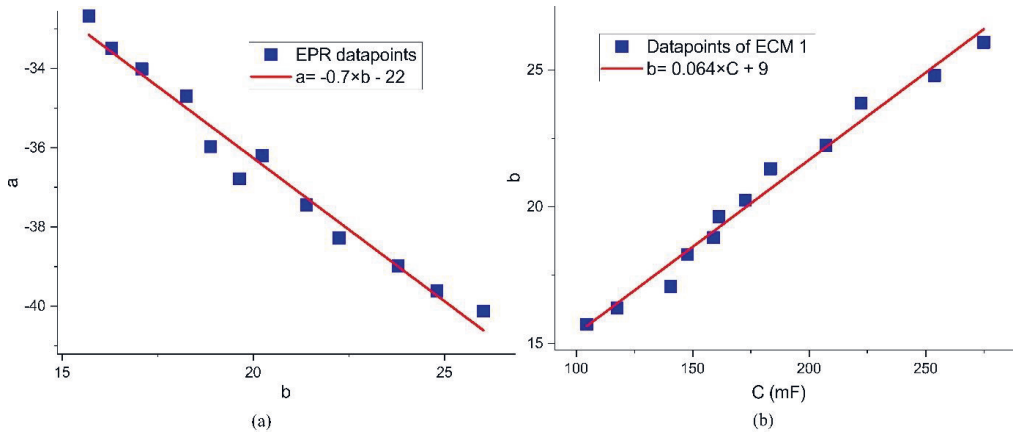 (a)
EPR datapoints
a= -0.7×b - 22
-34
-36
-38
-40
a
15
20
25
b
(a)
(b)
Datapoints of ECM 1
b= 0.064×C + 9
25
20
15
b
100
150
200
250
C (mF)
(b)